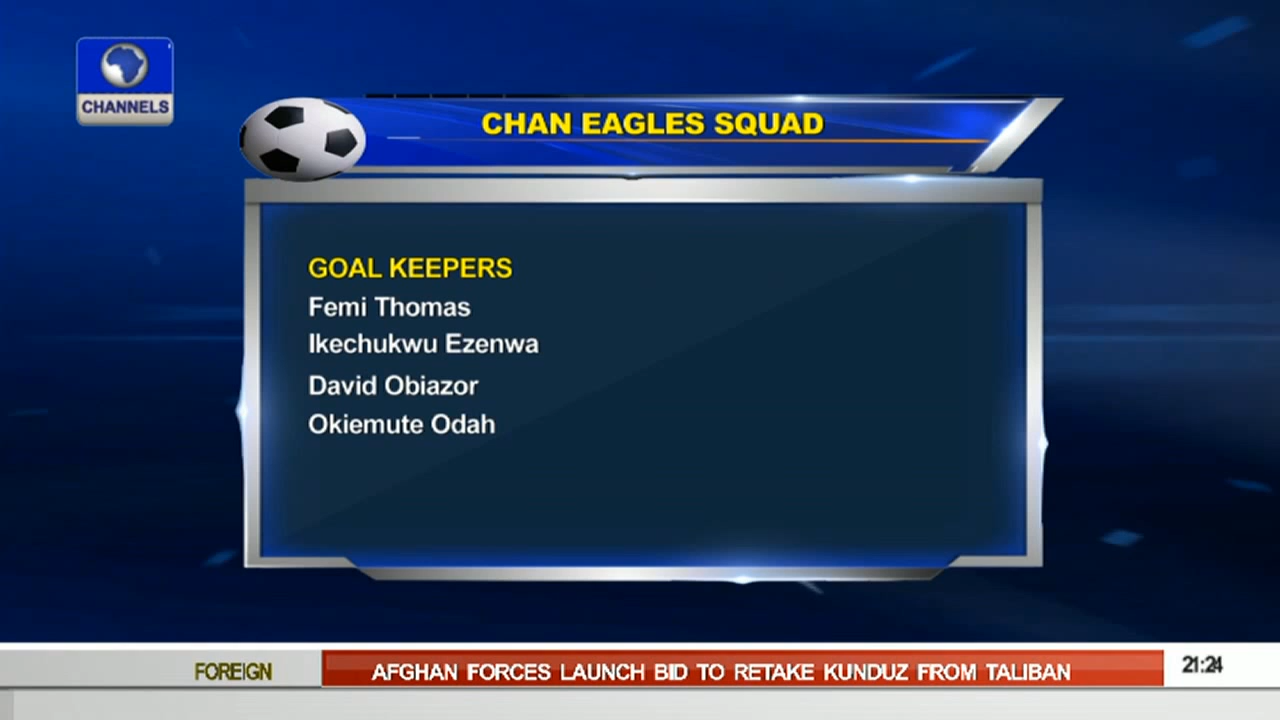 CHANNELS
CHAN EAGLES SQUAD
GOAL KEEPERS
Femi Thomas
Ikechukwu Ezenwa
David Obiazor
Okiemute Odah
FOREIGN
AFGHAN FORCES LAUNCH BID TO RETAKE KUNDUZ FROM TALIBAN
21:24